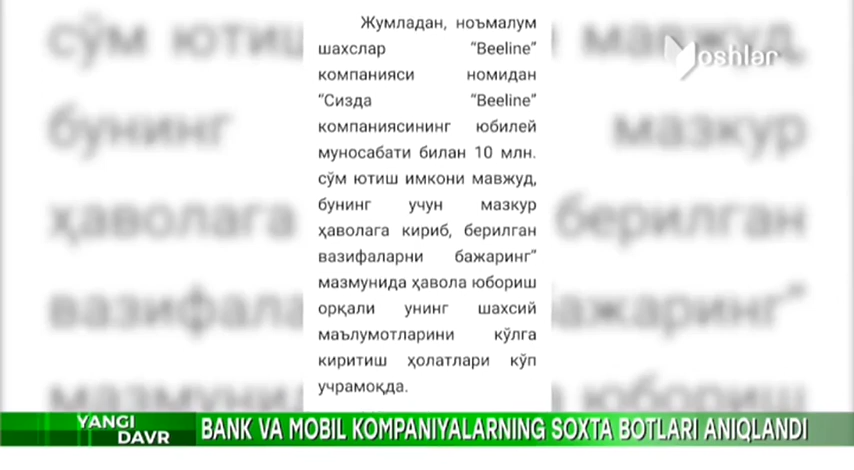 Жумладан, ноъмалум
шахслар “Beeline”
компанияси номидан
“Сизда “Beeline”
компаниясининг юбилей
муносабати билан 10 млн.
сўм ютиш имкони мавжуд,
бунинг учун мазкур
ҳаволага кириб, берилган
вазифаларни бажаринг”
мазмунида ҳавола юбориш
орқали унинг шахсий
маълумотларини кўлга
киритиш ҳолатлари кўп
учрамоқда.
Yoshlar
YANGI
DAVR
BANK VA MOBIL KOMPANIYALARNING SOXTA BOTLARI ANIQLANDI